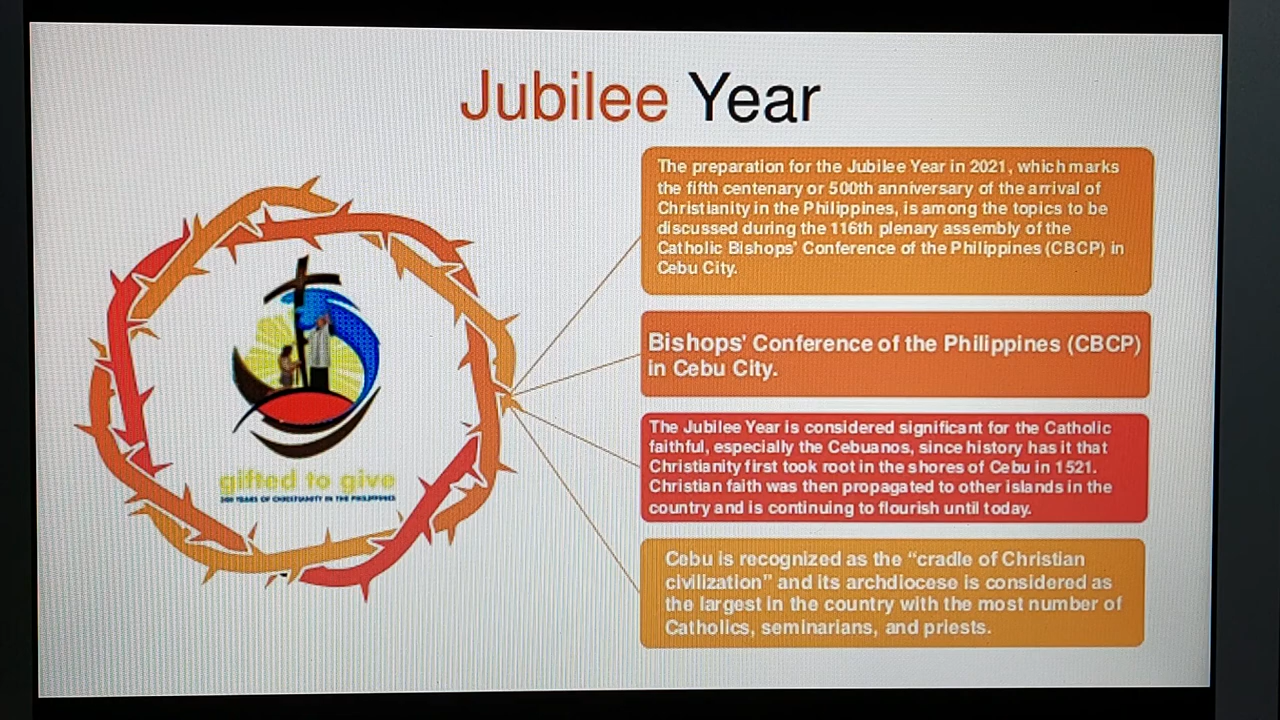 Jubilee Year
The preparation for the Jubilee Year in 2021, which marks
the fifth centenary or 500th anniversary of the arrival of
Christianity in the Philippines, is among the topics to be
discussed during the 116th plenary assembly of the
Catholic Bishops' Conference of the Philippines (CBCP) in
Cebu City.
Bishops' Conference of the Philippines (CBCP)
in Cebu City.
The Jubilee Year is considered significant for the Catholic
faithful, especially the Cebuanos, since history has it that
Christianity first took root in the shores of Cebu in 1521.
Christian faith was then propagated to other islands in the
country and is continuing to flourish until today.
Cebu is recognized as the “cradle of Christian
civilization” and its archdiocese is considered as
the largest in the country with the most number of
Catholics, seminarians, and priests.
gifted to give
500 YEARS OF CHRISTIANITY IN THE PHILIPPINES